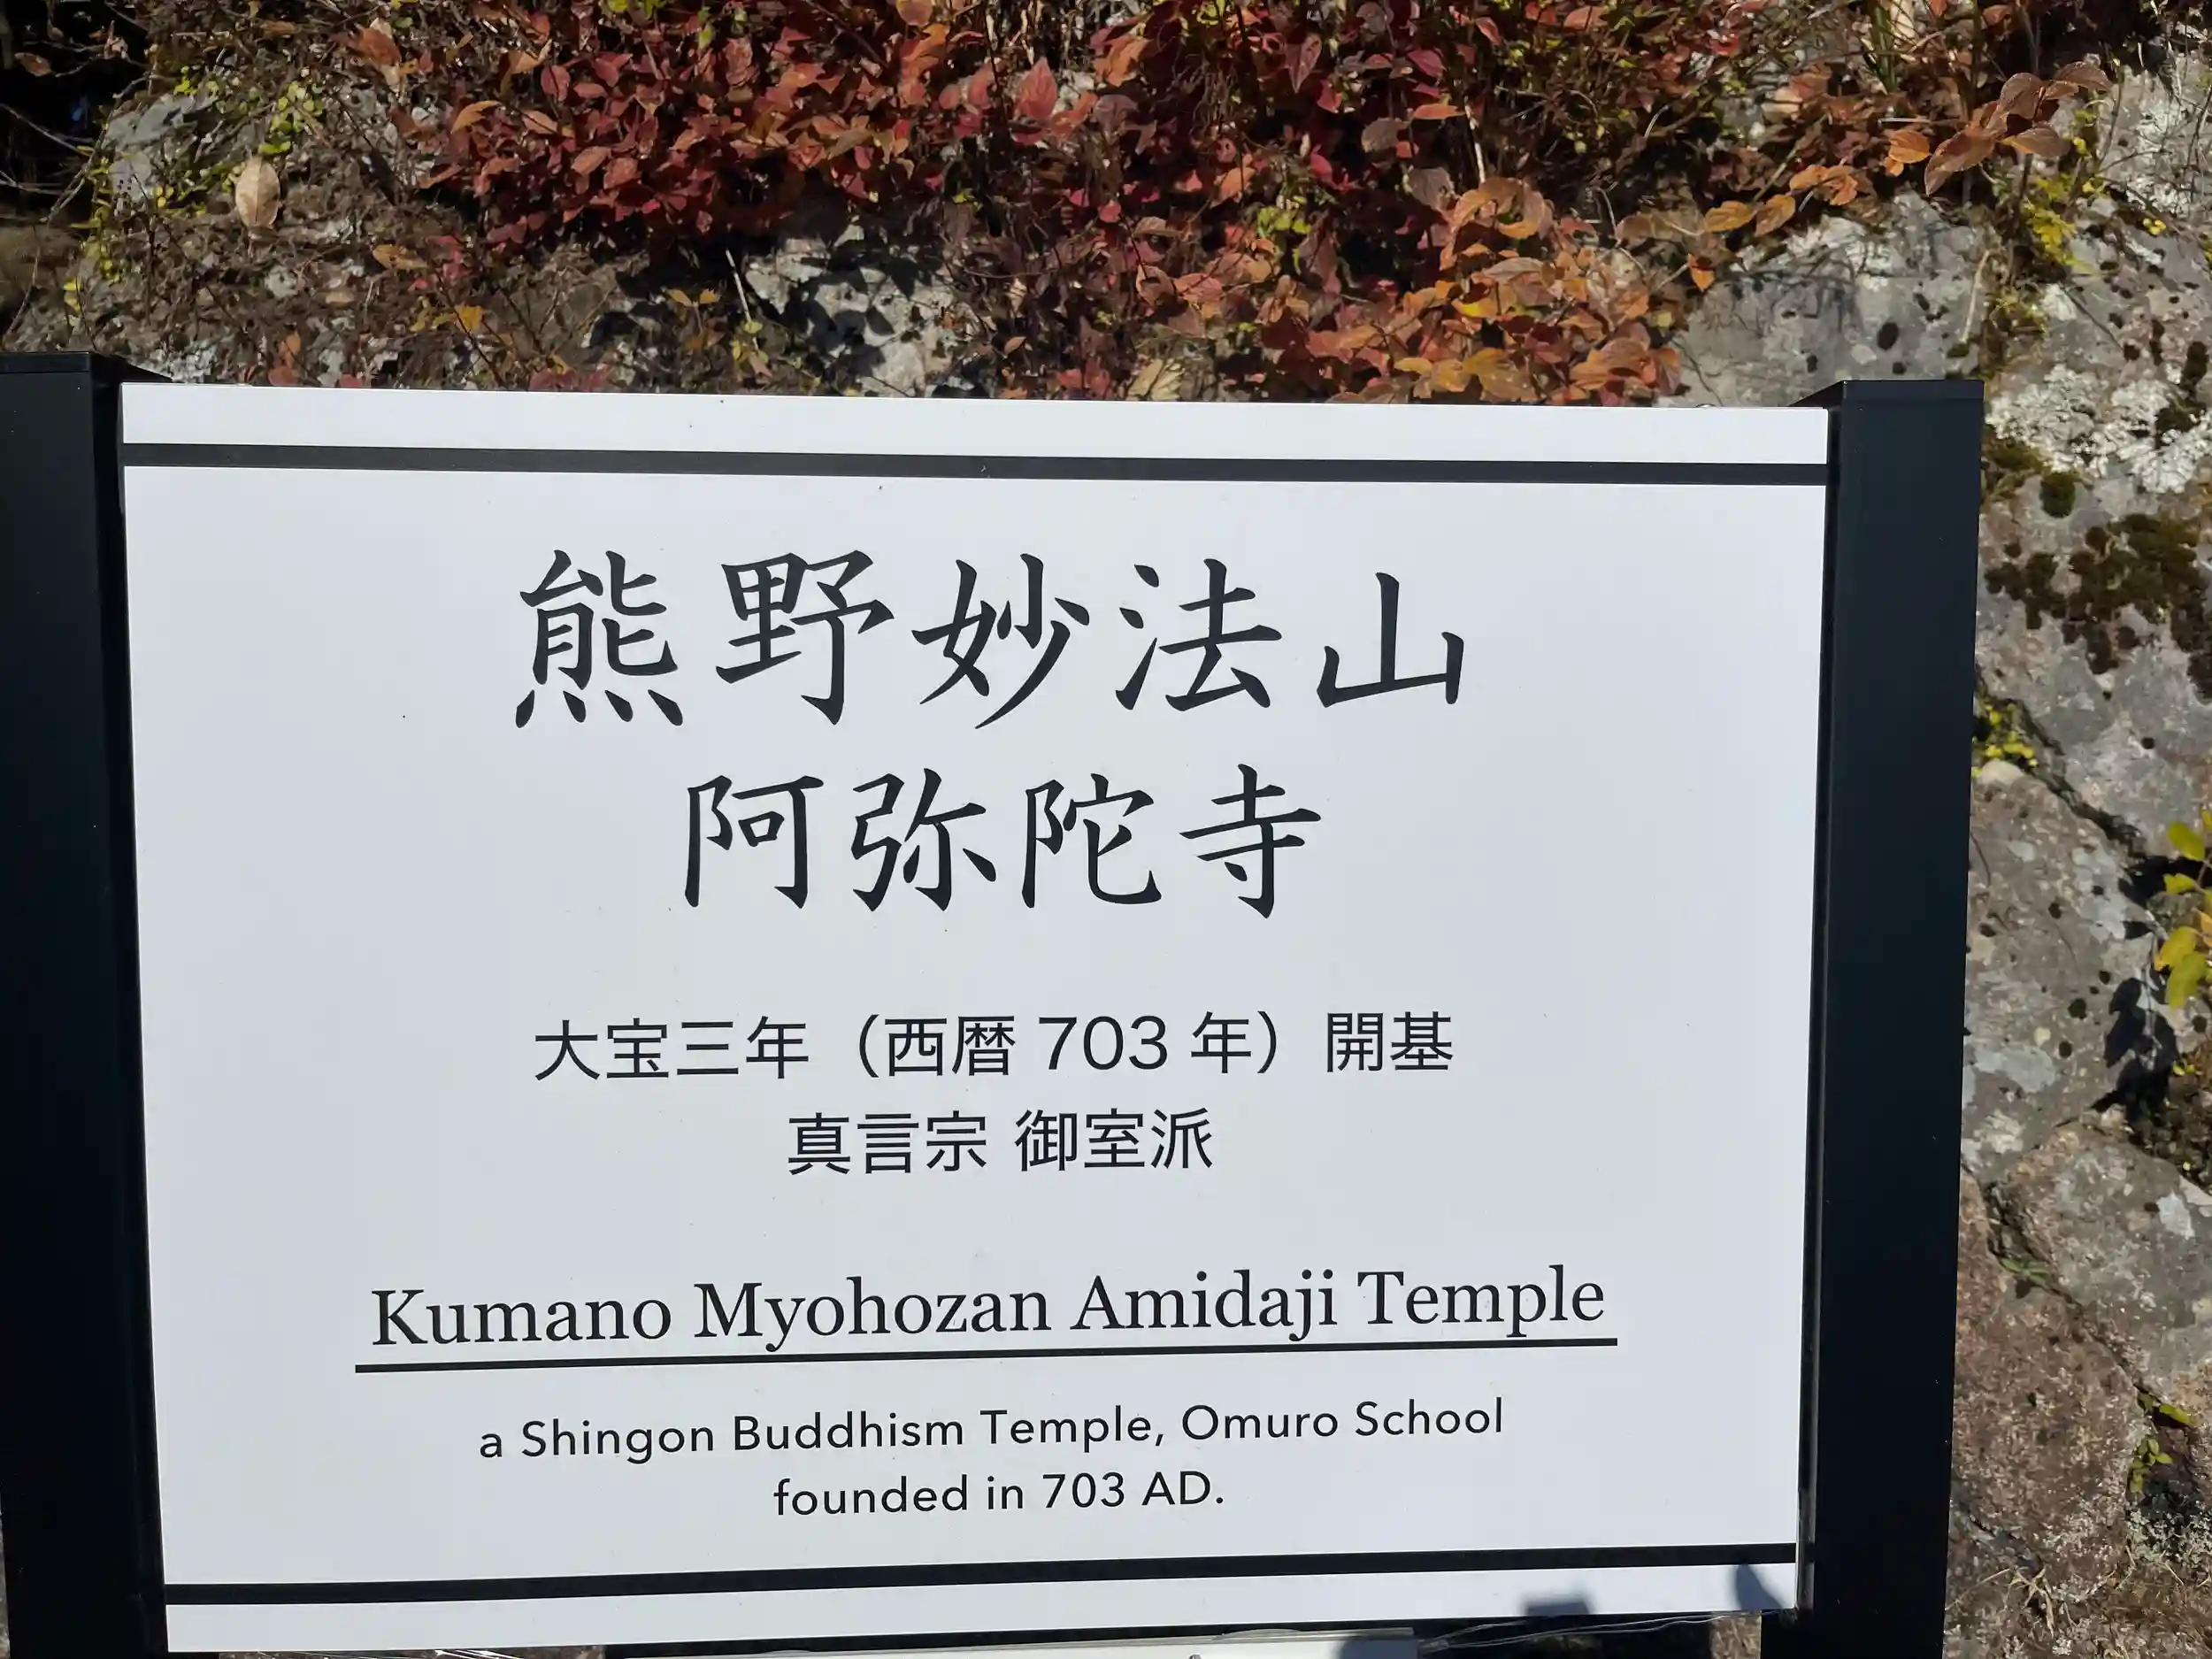 熊野妙法山
阿弥陀寺
大宝三年（西暦 703 年）開基
真言宗 御室派
Kumano Myohozan Amidaji Temple
a Shingon Buddhism Temple, Omuro School
founded in 703 AD.